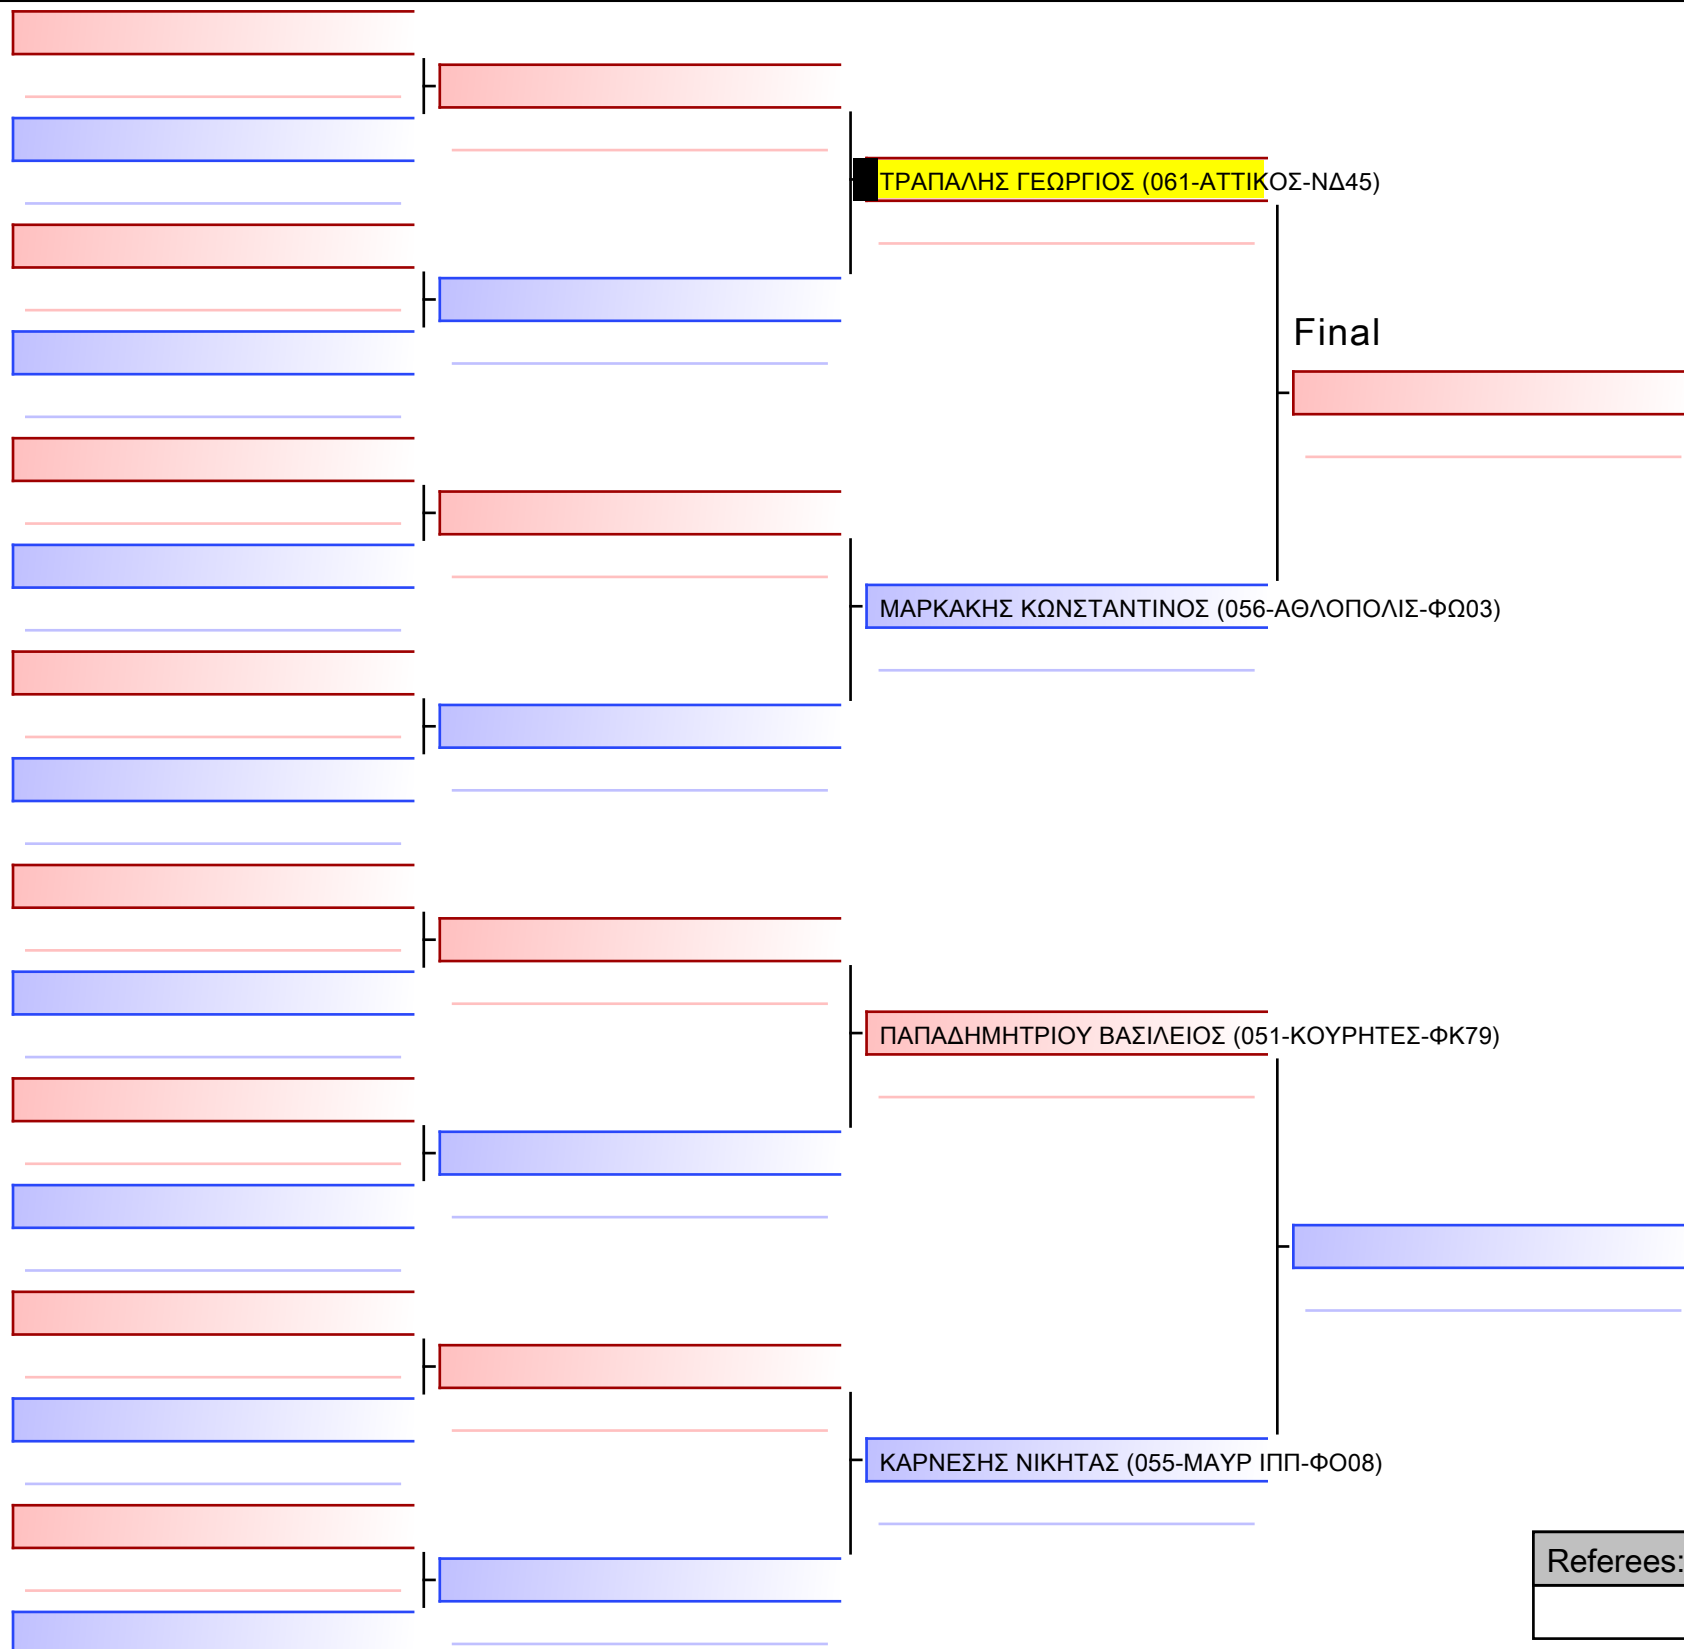 ΤΡΑΠΑΛΗΣ ΓΕΩΡΓΙΟΣ (061-ΑΤΤΙΚΟΣ-ΝΔ45)
Final
ΜΑΡΚΑΚΗΣ ΚΩΝΣΤΑΝΤΙΝΟΣ (056-ΑΘΛΟΠΟΛΙΣ-ΦΩ03)
ΠΑΠΑΔΗΜΗΤΡΙΟΥ ΒΑΣΙΛΕΙΟΣ (051-ΚΟΥΡΗΤΕΣ-ΦΚ79)
ΚΑΡΝΕΣΗΣ ΝΙΚΗΤΑΣ (055-ΜΑΥΡ ΙΠΠ-ΦΟ08)
Referees: